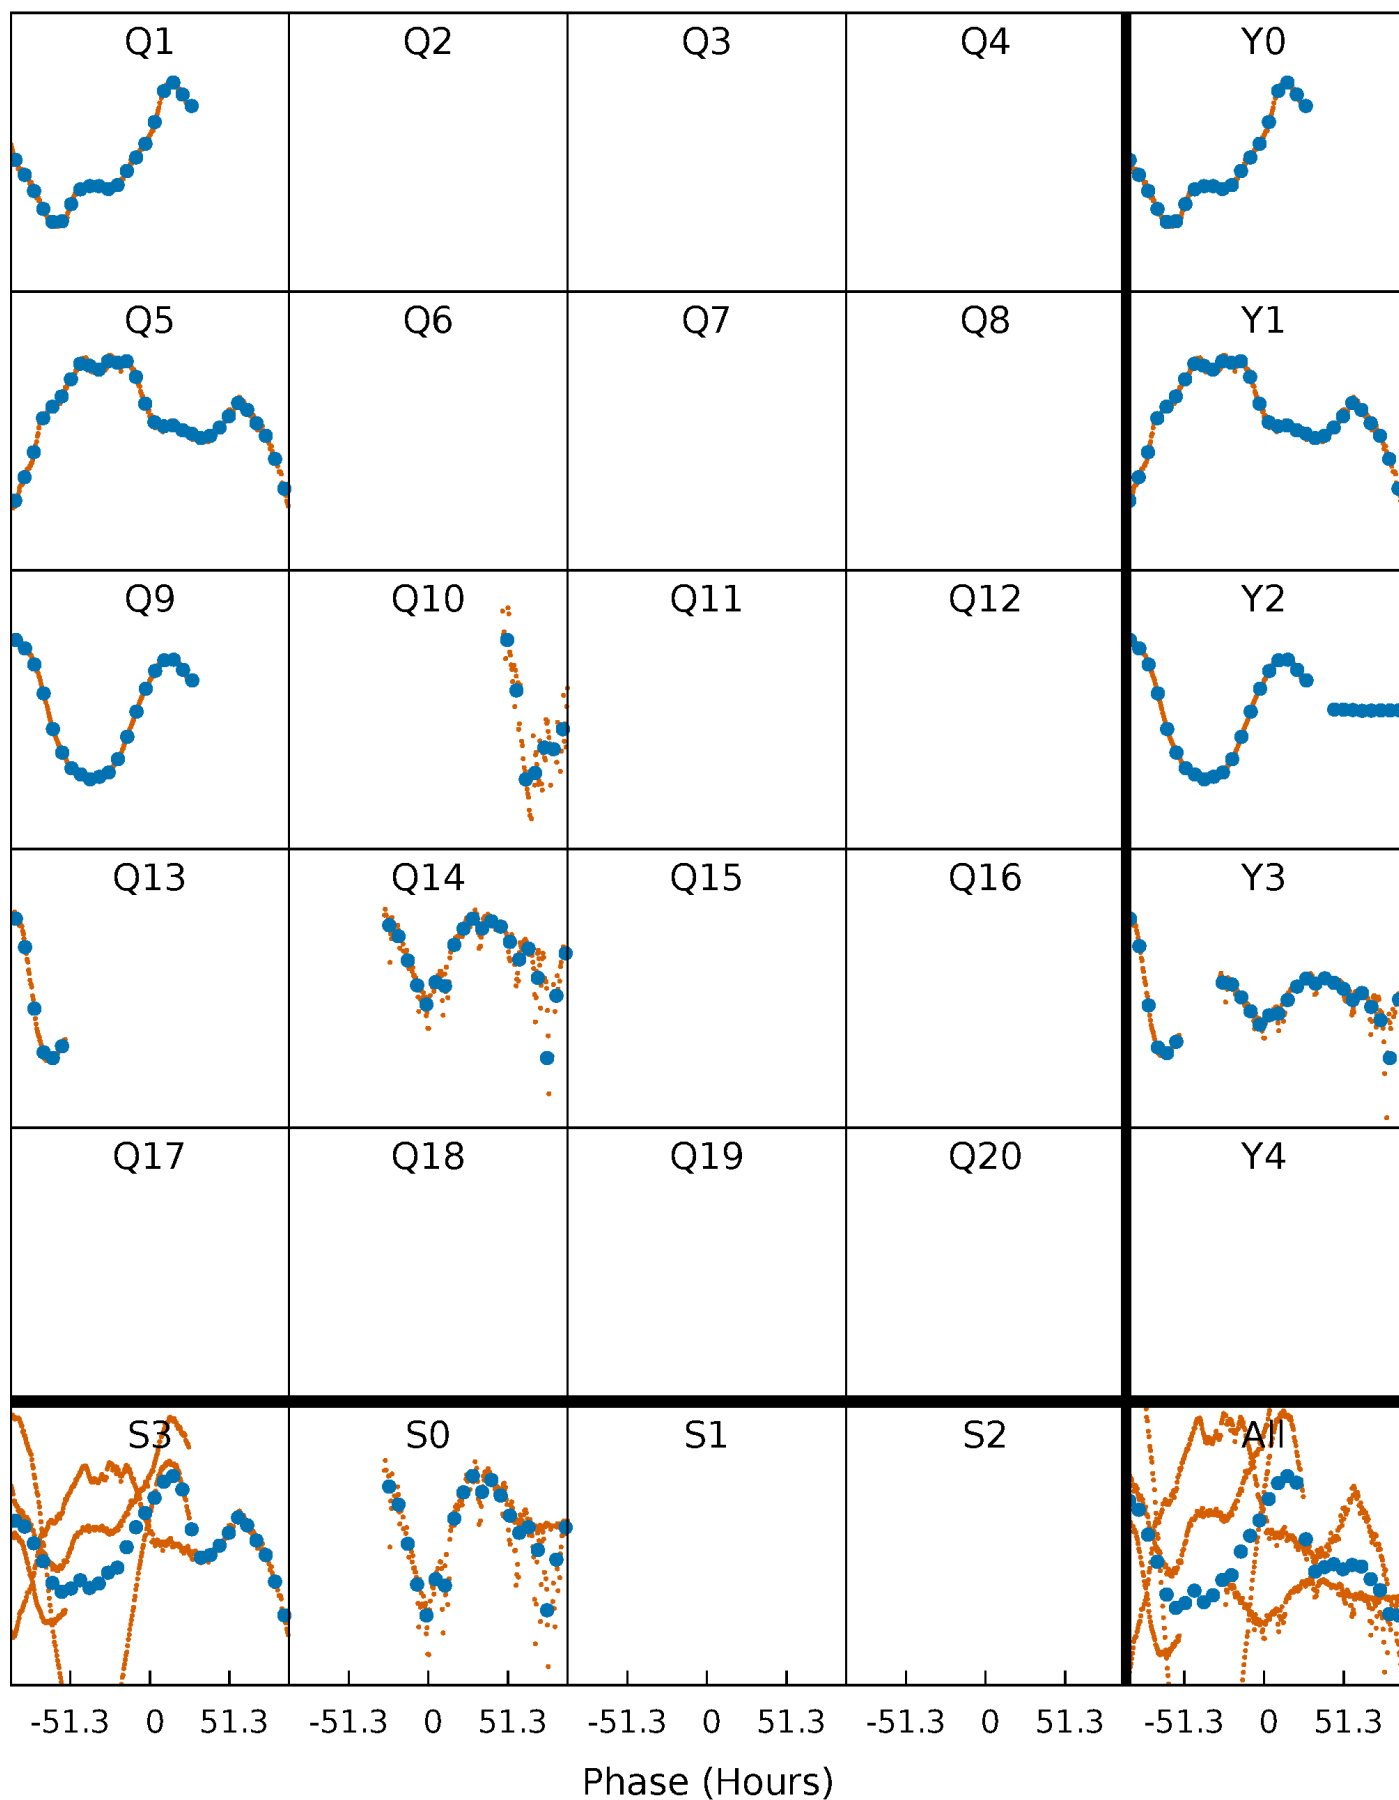 Q1 Q2 Q3 Q4 Y0
Q5 Q6 Q7 Q8 Y1
Q9 Q10 Q11 Q12 Y2
Q13 Q14 Q15 Q16 Y3
Q17 Q18 Q19 Q20 Y4
S3 S0 S1 S2 All
-51.3 0 51.3 -51.3 0 51.3 -51.3 0 51.3 -51.3 0 51.3 -51.3 0 51.3
Phase (Hours)